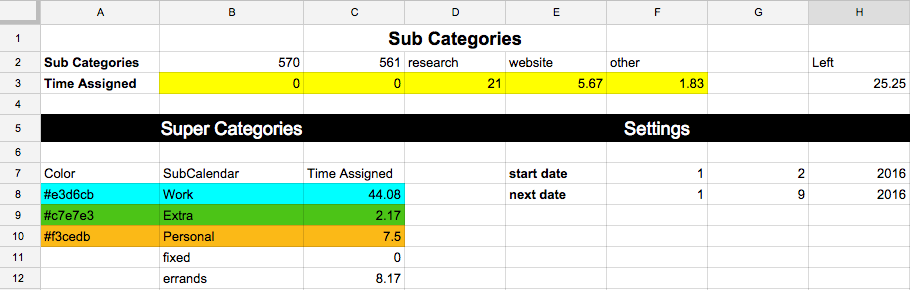 A B C D E F G H
1 Sub Categories
2 Sub Categories 570 561 research website other Left
3 Time Assigned 0 0 21 5.67 1.83 25.25
4
5 Super Categories Settings
6
7 Color SubCalendar Time Assigned start date 1 2 2016
8 #e3d6cb Work 44.08 next date 1 9 2016
9 #c7e7e3 Extra 2.17
10 #f3cedb Personal 7.5
11 fixed 0
12 errands 8.17